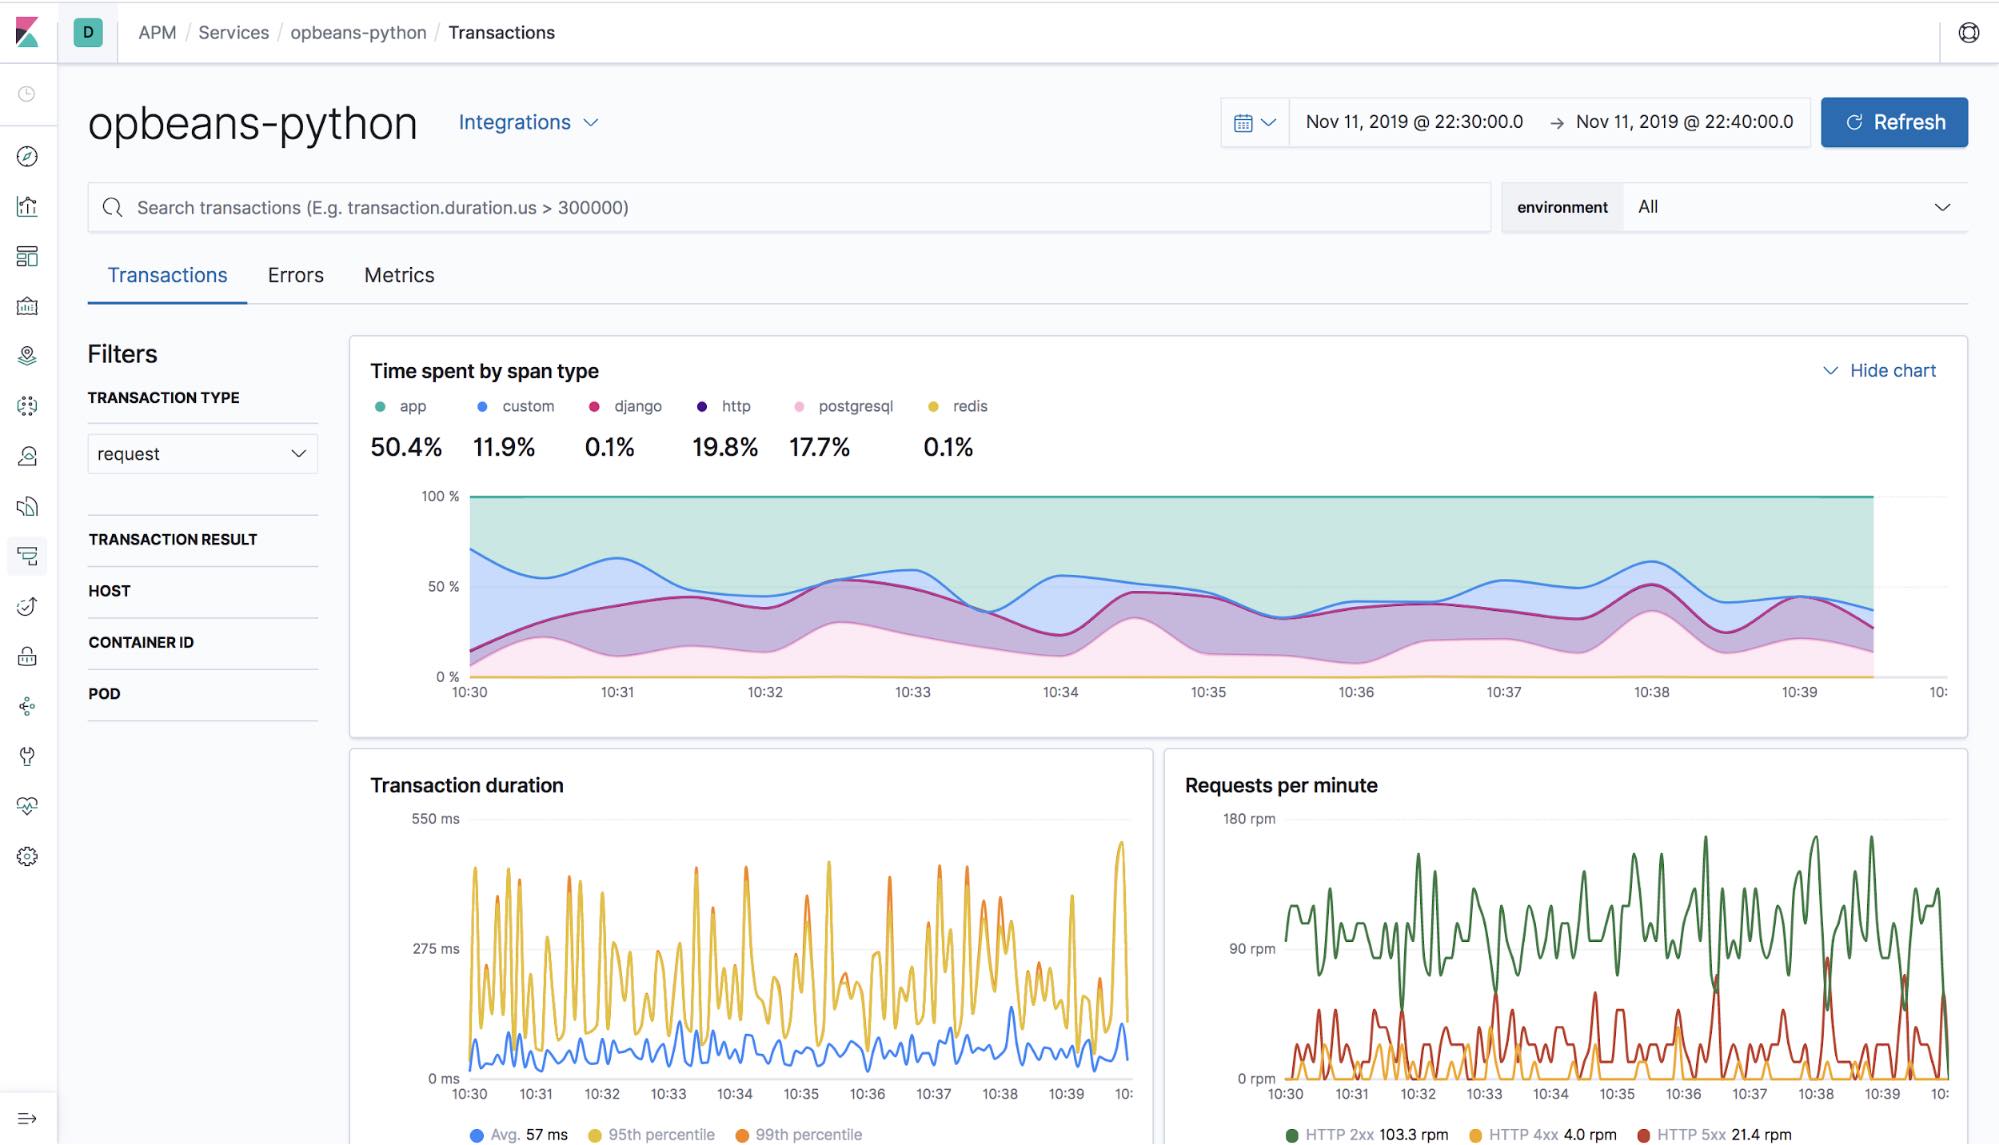 D APM / Services / opbeans-python / Transactions
opbeans-python Integrations Nov 11, 2019 @ 22:30:00.0 → Nov 11, 2019 @ 22:40:00.0 Refresh
Search transactions (E.g. transaction.duration.us > 300000) environment All
Transactions Errors Metrics
Filters
TRANSACTION TYPE
request
TRANSACTION RESULT
HOST
CONTAINER ID
POD
Time spent by span type Hide chart
app custom django http postgresql redis
50.4% 11.9% 0.1% 19.8% 17.7% 0.1%
100 %
50 %
0 %
10:30 10:31 10:32 10:33 10:34 10:35 10:36 10:37 10:38 10:39 10:
Transaction duration
550 ms
275 ms
0 ms
10:30 10:31 10:32 10:33 10:34 10:35 10:36 10:37 10:38 10:39 10:
Avg. 57 ms 95th percentile 99th percentile
Requests per minute
180 rpm
90 rpm
0 rpm
10:30 10:31 10:32 10:33 10:34 10:35 10:36 10:37 10:38 10:39 10:
HTTP 2xx 103.3 rpm HTTP 4xx 4.0 rpm HTTP 5xx 21.4 rpm